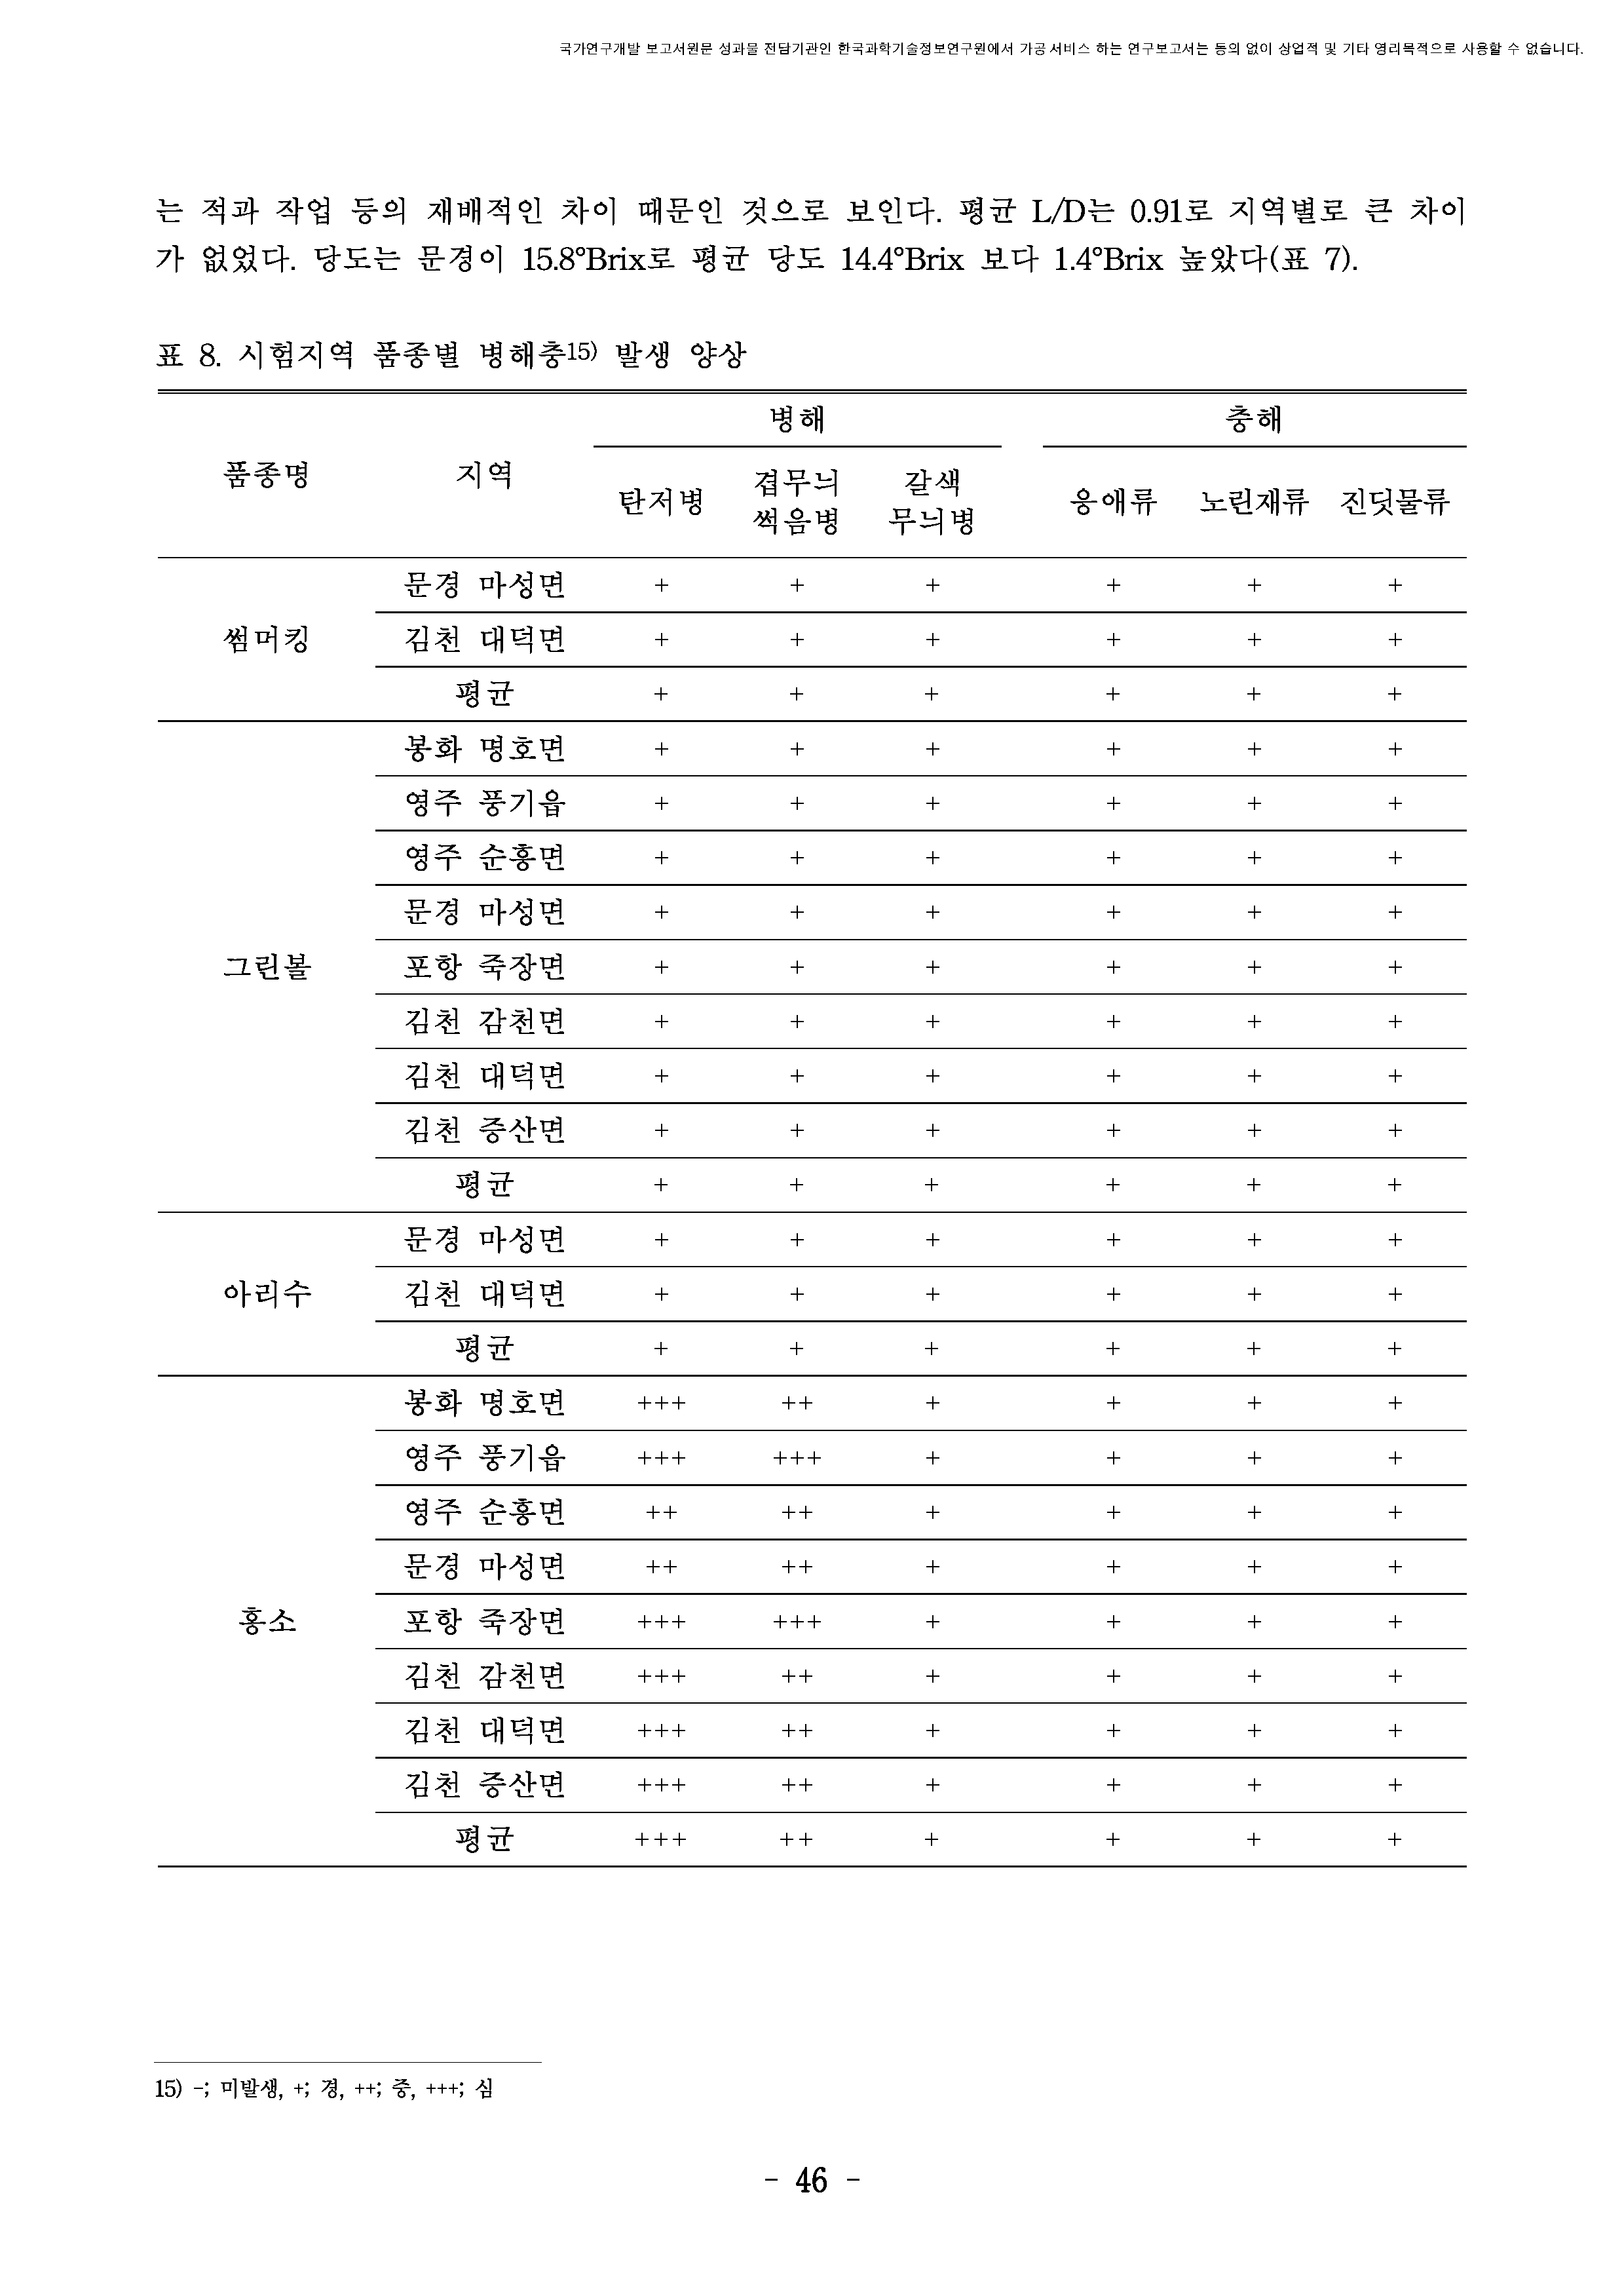 국가연구개발 보고서원문 성과물 전담기관인 한국과학기술정보연구원에서 가공·서비스 하는 연구보고서는 동의 없이 상업적 및 기타 영리목적으로 사용할 수 없습니다.
는 적과 작업 등의 재배적인 차이 때문인 것으로 보인다. 평균 L/D는 0.91로 지역별로 큰 차이
가 없었다. 당도는 문경이 15.8°Brix로 평균 당도 14.4°Brix 보다 1.4°Brix 높았다(표 7).
표 8. 시험지역 품종별 병해충15) 발생 양상
품종명 지역 병해 충해
탄저병 겹무늬 썩음병 갈색 무늬병 응애류 노린재류 진딧물류
썸머킹
문경 마성면 + + + + + +
김천 대덕면 + + + + + +
평균 + + + + + +
그린볼
봉화 명호면 + + + + + +
영주 풍기읍 + + + + + +
영주 순흥면 + + + + + +
문경 마성면 + + + + + +
포항 죽장면 + + + + + +
김천 감천면 + + + + + +
김천 대덕면 + + + + + +
김천 증산면 + + + + + +
평균 + + + + + +
아리수
문경 마성면 + + + + + +
김천 대덕면 + + + + + +
평균 + + + + + +
홍소
봉화 명호면 +++ ++ + + + +
영주 풍기읍 +++ +++ + + + +
영주 순흥면 ++ ++ + + + +
문경 마성면 ++ ++ + + + +
포항 죽장면 +++ +++ + + + +
김천 감천면 +++ ++ + + + +
김천 대덕면 +++ ++ + + + +
김천 증산면 +++ ++ + + + +
평균 +++ ++ + + + +
15) -; 미발생, +; 경, ++; 중, +++; 심
- 46 -